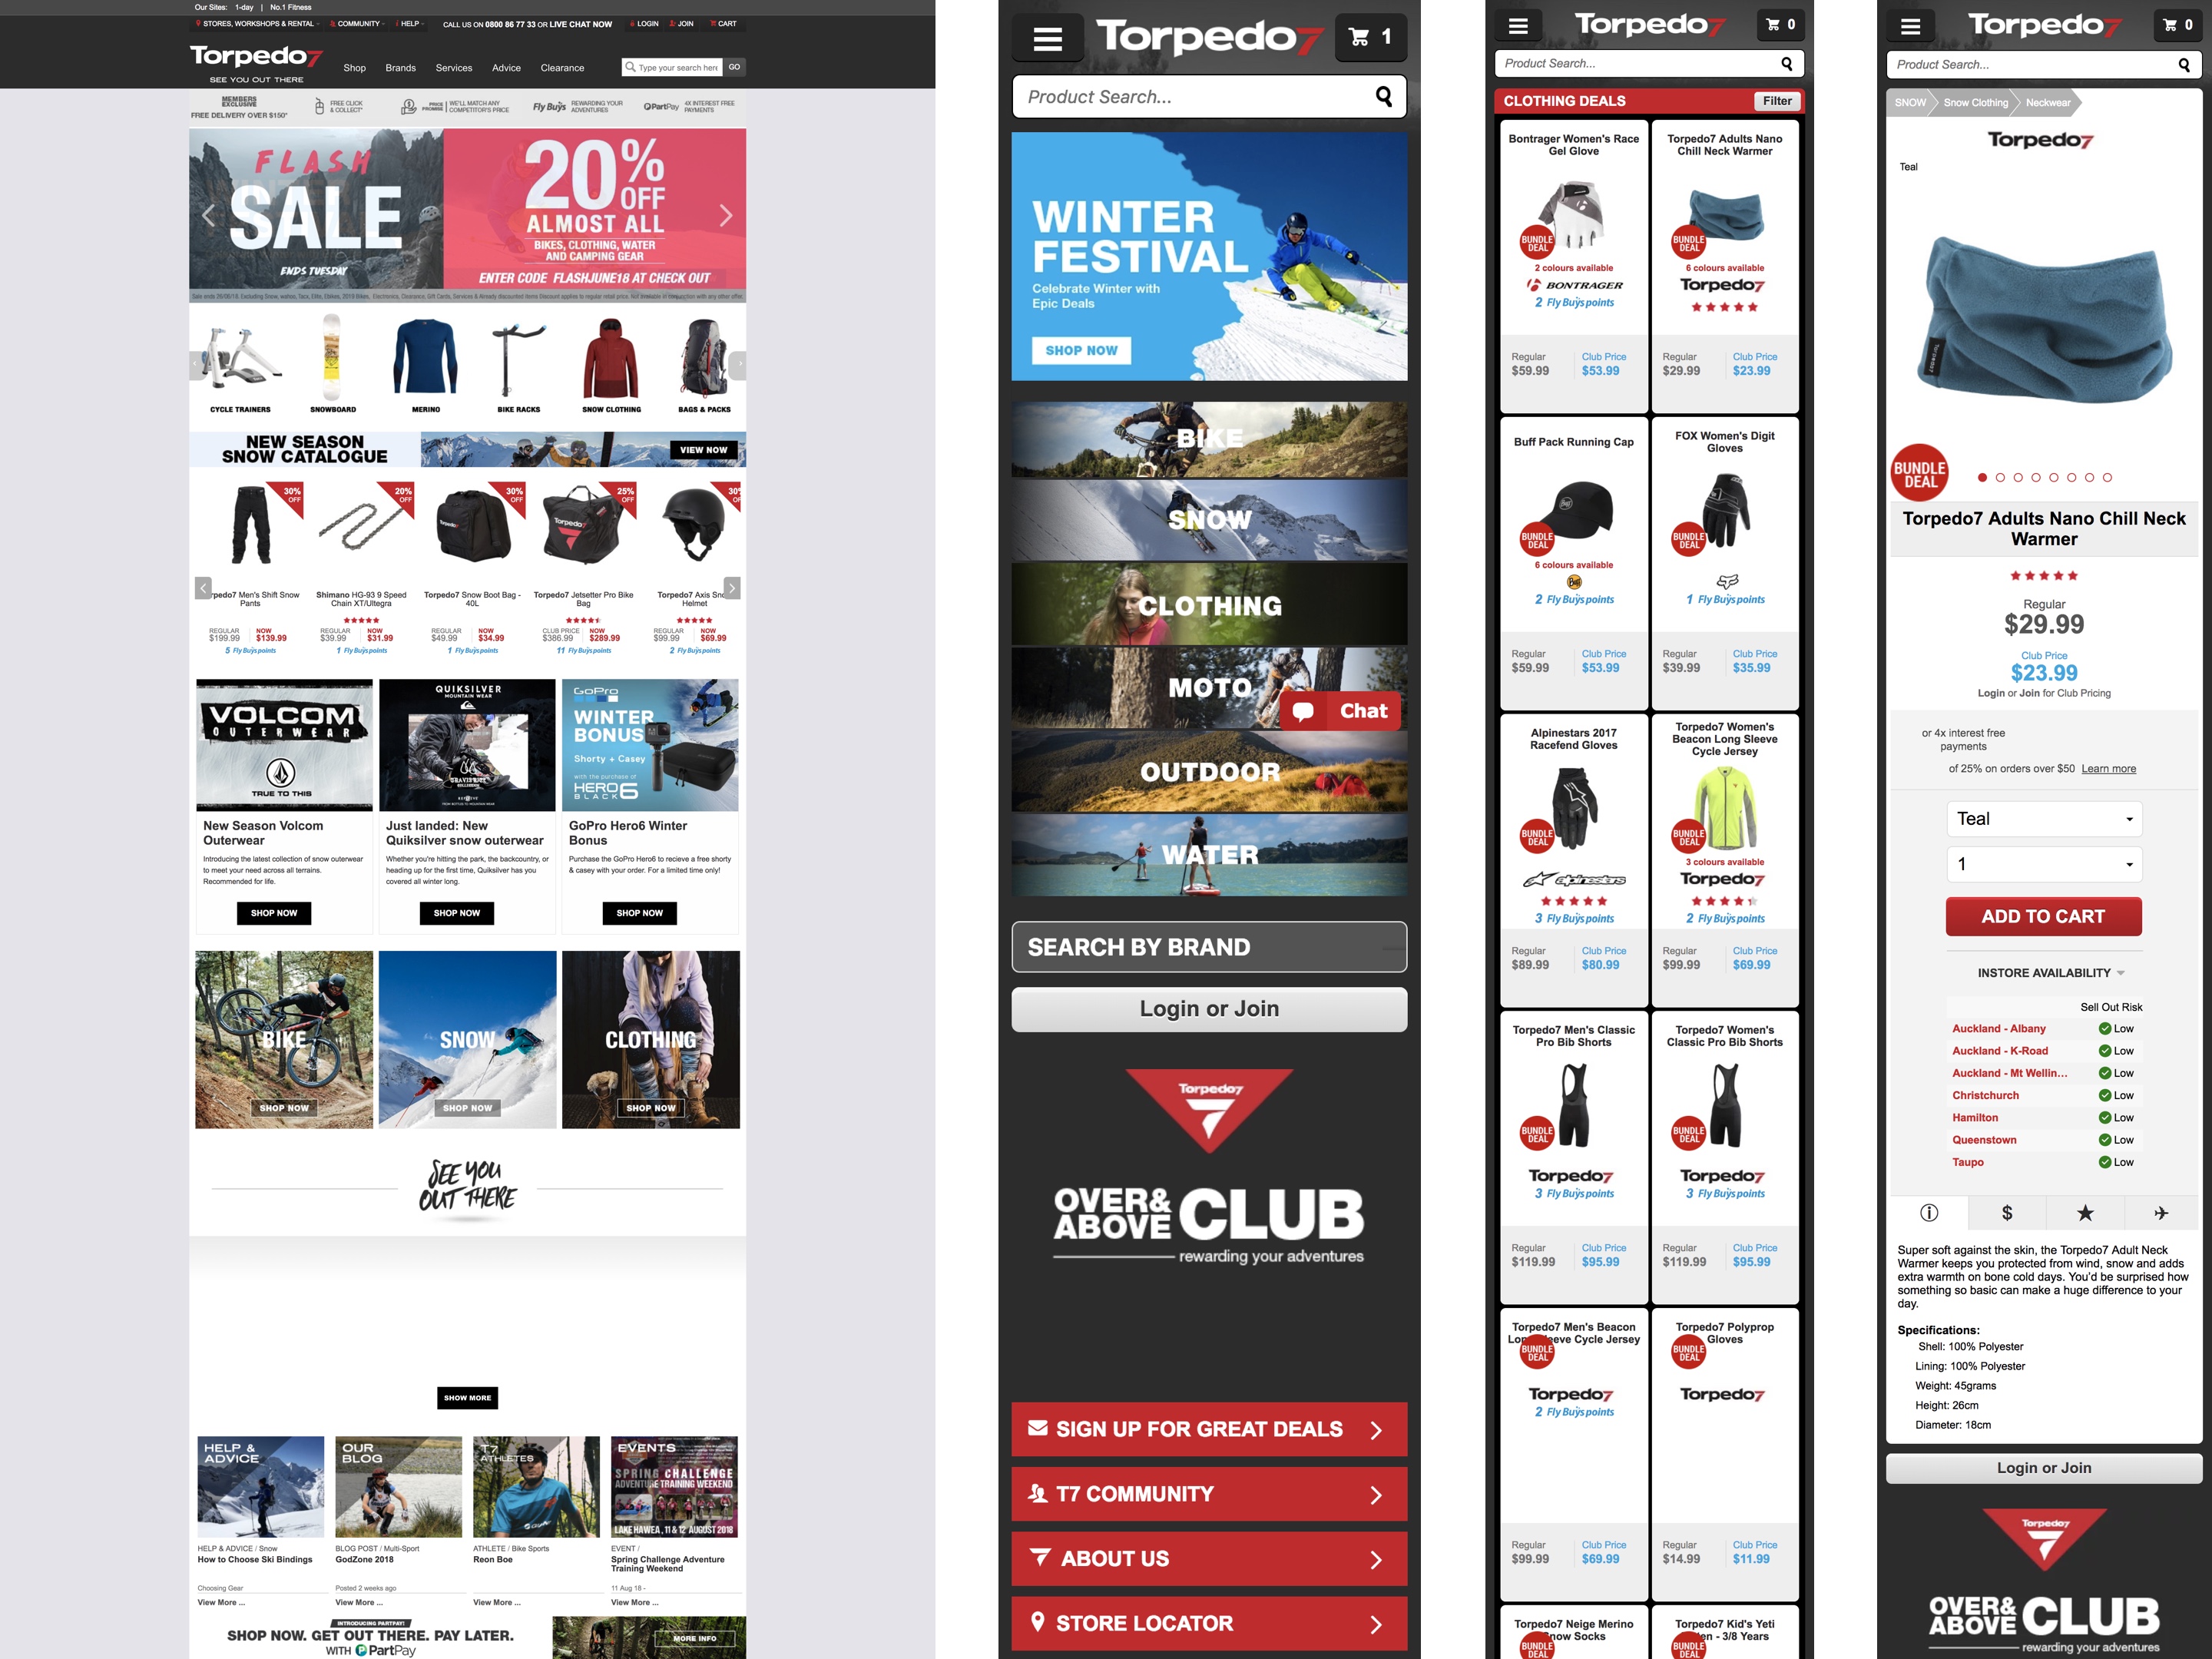 Our Sites: 1-day | No.1 Fitness
STORES, WORKSHOPS & RENTAL COMMUNITY HELP CALL US ON 0800 86 77 33 OR LIVE CHAT NOW LOGIN JOIN CART
Torpedo7
SEE YOU OUT THERE
Shop Brands Services Advice Clearance
Type your search here GO
MEMBERS EXCLUSIVE
FREE DELIVERY OVER $150*
FREE CLICK & COLLECT*
PRICE PROMISE WE'LL MATCH ANY COMPETITOR'S PRICE
Fly Buys REWARDING YOUR ADVENTURES
PartPay 4X INTEREST FREE PAYMENTS
FLASH
SALE
ENDS TUESDAY
20% OFF
ALMOST ALL
BIKES, CLOTHING, WATER
AND CAMPING GEAR
ENTER CODE FLASHJUNE18 AT CHECK OUT
CYCLE TRAINERS SNOWBOARD MERINO BIKE RACKS SNOW CLOTHING BAGS & PACKS
NEW SEASON
SNOW CATALOGUE
VIEW NOW
30% OFF 20% OFF 30% OFF 25% OFF 30% OFF
rpedo7 Men's Shift Snow Pants
REGULAR $199.99 NOW $139.99
5 Fly Buys points
Shimano HG-93 9 Speed Chain XT/Ultegra
REGULAR $39.99 NOW $31.99
1 Fly Buys points
Torpedo7 Snow Boot Bag - 40L
REGULAR $49.99 NOW $34.99
1 Fly Buys points
Torpedo7 Jetsetter Pro Bike Bag
CLUB PRICE $386.99 NOW $289.99
11 Fly Buys points
Torpedo7 Axis Sno Helmet
REGULAR $99.99 NOW $69.99
2 Fly Buys points
VOLCOM
OUTERWEAR
TRUE TO THIS
New Season Volcom
Outerwear
Introducing the latest collection of snow outerwear
to meet your need across all terrains.
Recommended for life.
SHOP NOW
QUIKSILVER
MOUNTAIN WEAR
Just landed: New
Quiksilver snow outerwear
Whether you're hitting the park, the backcountry, or
heading up for the first time, Quiksilver has you
covered all winter long.
SHOP NOW
GoPro
WINTER
BONUS
Shorty + Casey
with the purchase of
HERO6
BLACK
GoPro Hero6 Winter
Bonus
Purchase the GoPro Hero6 to recieve a free shorty
& casey with your order. For a limited time only!
SHOP NOW
BIKE
SHOP NOW
SNOW
SHOP NOW
CLOTHING
SHOP NOW
SEE YOU
OUT THERE
SHOW MORE
HELP &
ADVICE
HELP & ADVICE / Snow
How to Choose Ski Bindings
Choosing Gear
View More ...
OUR
BLOG
BLOG POST / Multi-Sport
GodZone 2018
Posted 2 weeks ago
View More ...
T7
ATHLETES
ATHLETE / Bike Sports
Reon Boe
View More ...
EVENTS
SPRING CHALLENGE
ADVENTURE TRAINING WEEKEND
LAKE HAWEA, 11 & 12 AUGUST 2018
EVENT /
Spring Challenge Adventure
Training Weekend
11 Aug 18 -
View More ...
INTRODUCING PARTPAY!
SHOP NOW. GET OUT THERE. PAY LATER.
WITH PartPay
MORE INFO
Torpedo7
1
Product Search...
WINTER
FESTIVAL
Celebrate Winter with
Epic Deals
SHOP NOW
BIKE
SNOW
CLOTHING
MOTO
Chat
OUTDOOR
WATER
SEARCH BY BRAND
Login or Join
Torpedo7
OVER&
ABOVE CLUB
rewarding your adventures
SIGN UP FOR GREAT DEALS
T7 COMMUNITY
ABOUT US
STORE LOCATOR
Torpedo7
0
Product Search...
CLOTHING DEALS Filter
Bontrager Women's Race
Gel Glove
BUNDLE DEAL
2 colours available
BONTRAGER
2 Fly Buys points
Regular $59.99 Club Price $53.99
Torpedo7 Adults Nano
Chill Neck Warmer
BUNDLE DEAL
6 colours available
Torpedo7
Regular $29.99 Club Price $23.99
Buff Pack Running Cap
BUNDLE DEAL
6 colours available
Buff
2 Fly Buys points
Regular $59.99 Club Price $53.99
FOX Women's Digit
Gloves
BUNDLE DEAL
1 Fly Buys points
Regular $39.99 Club Price $35.99
Alpinestars 2017
Racefend Gloves
BUNDLE DEAL
alpinestars
3 Fly Buys points
Regular $89.99 Club Price $80.99
Torpedo7 Women's
Beacon Long Sleeve
Cycle Jersey
BUNDLE DEAL
3 colours available
Torpedo7
2 Fly Buys points
Regular $99.99 Club Price $69.99
Torpedo7 Men's Classic
Pro Bib Shorts
BUNDLE DEAL
Torpedo7
3 Fly Buys points
Regular $119.99 Club Price $95.99
Torpedo7 Women's
Classic Pro Bib Shorts
BUNDLE DEAL
Torpedo7
3 Fly Buys points
Regular $119.99 Club Price $95.99
Torpedo7 Men's Beacon
Lon eeve Cycle Jersey
BUNDLE DEAL
Torpedo7
2 Fly Buys points
Regular $99.99 Club Price $69.99
Torpedo7 Polyprop
Gloves
BUNDLE DEAL
Torpedo7
Regular $14.99 Club Price $11.99
Torpedo7 Neige Merino
now Socks
BUNDLE DEAL
Torpedo7 Kid's Yeti
en - 3/8 Years
BUNDLE DEAL
Torpedo7
0
Product Search...
SNOW Snow Clothing Neckwear
Torpedo7
Teal
BUNDLE DEAL
Torpedo7 Adults Nano Chill Neck
Warmer
Regular
$29.99
Club Price
$23.99
Login or Join for Club Pricing
or 4x interest free
payments
of 25% on orders over $50 Learn more
Teal
1
ADD TO CART
INSTORE AVAILABILITY
Sell Out Risk
Auckland - Albany Low
Auckland - K-Road Low
Auckland - Mt Wellin... Low
Christchurch Low
Hamilton Low
Queenstown Low
Taupo Low
$
Super soft against the skin, the Torpedo7 Adult Neck
Warmer keeps you protected from wind, snow and adds
extra warmth on bone cold days. You'd be surprised how
something so basic can make a huge difference to your
day.
Specifications:
Shell: 100% Polyester
Lining: 100% Polyester
Weight: 45grams
Height: 26cm
Diameter: 18cm
Login or Join
Torpedo7
OVER&
ABOVE CLUB
rewarding your adventures